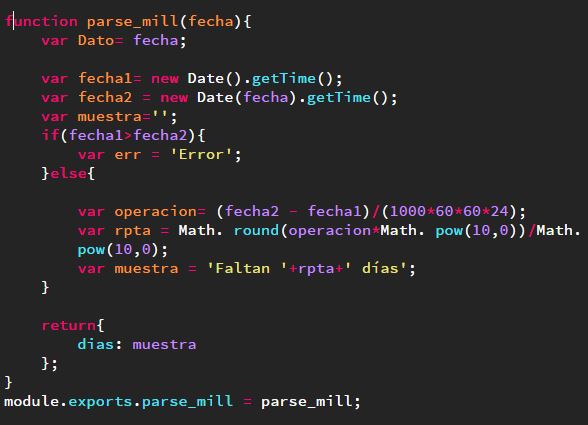 function parse_mill(fecha){
    var Dato= fecha;

    var fecha1= new Date().getTime();
    var fecha2 = new Date(fecha).getTime();
    var muestra='';
    if(fecha1>fecha2){
        var err = 'Error';
    }else{

        var operacion= (fecha2 - fecha1)/(1000*60*60*24);
        var rpta = Math. round(operacion*Math. pow(10,0))/Math.
        pow(10,0);
        var muestra = 'Faltan '+rpta+' días';
    }

    return{
        dias: muestra
    };
}
module.exports.parse_mill = parse_mill;